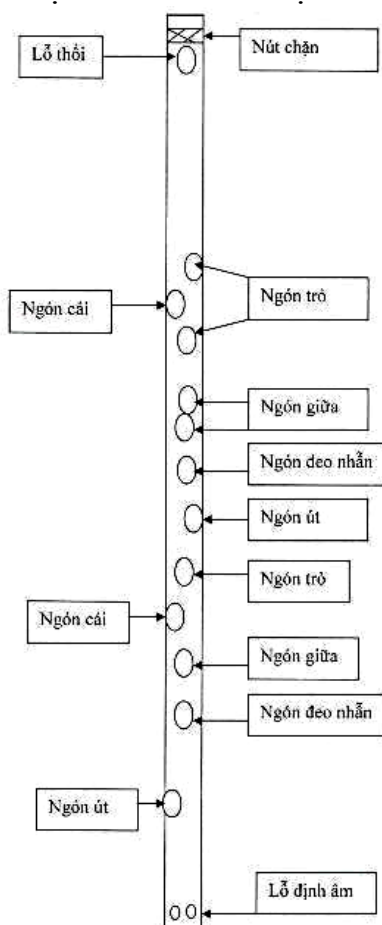 Nút chặn
Lỗ thổi
Ngón trỏ
Ngón cái
Ngón giữa
Ngón đeo nhẫn
Ngón út
Ngón trỏ
Ngón cái
Ngón giữa
Ngón đeo nhẫn
Ngón út
Lỗ định âm